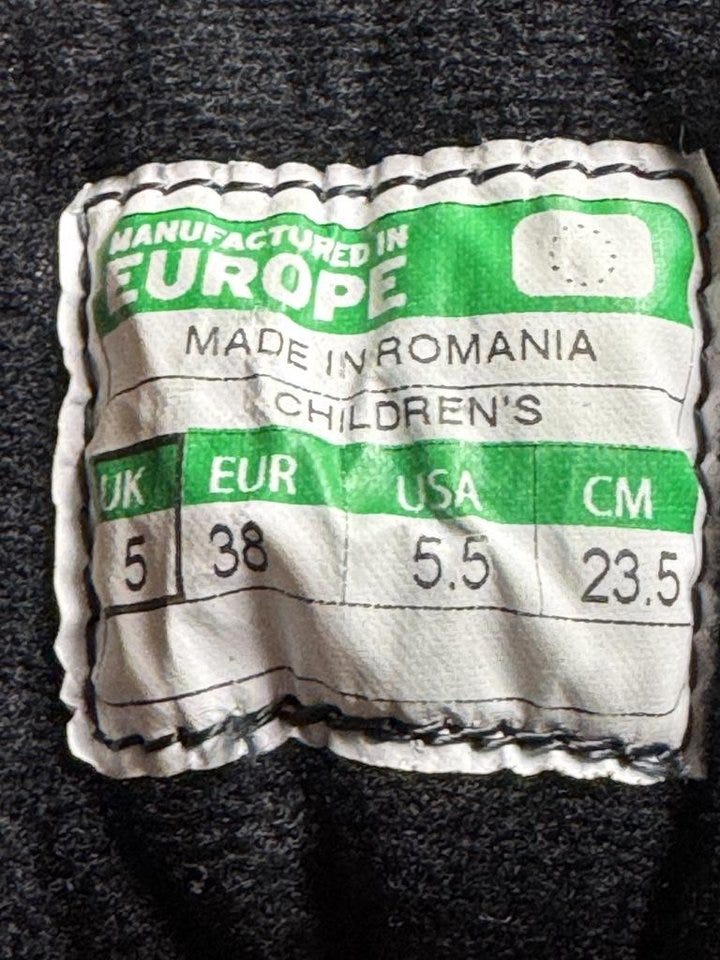 MANUFACTURED IN
EUROPE
MADE IN ROMANIA
CHILDREN'S
UK EUR USA CM
5 38 5.5 23.5